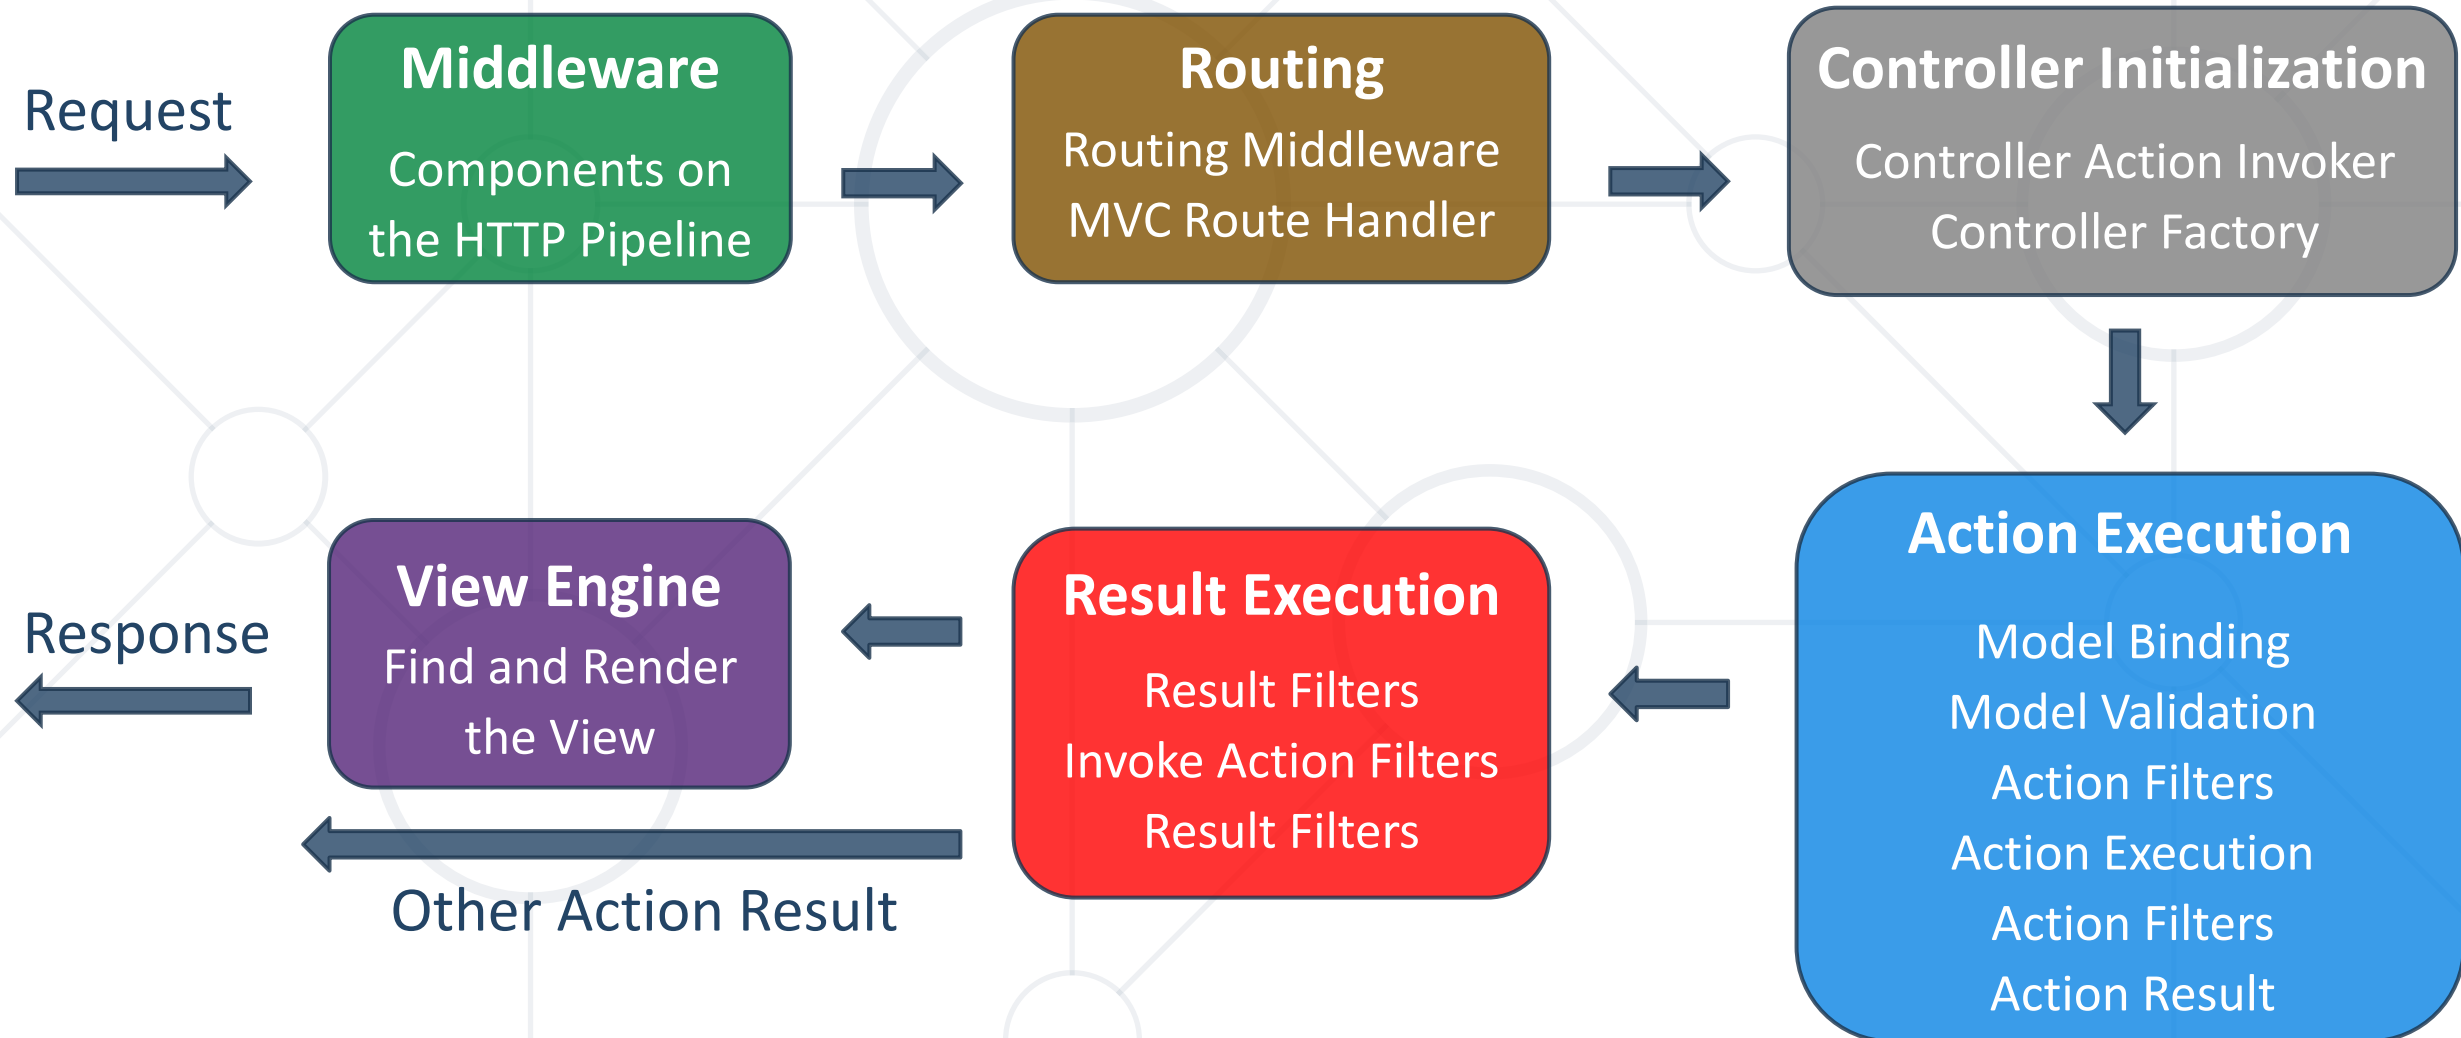 Request
Middleware
Components on
the HTTP Pipeline
Routing
Routing Middleware
MVC Route Handler
Controller Initialization
Controller Action Invoker
Controller Factory
Action Execution
Model Binding
Model Validation
Action Filters
Action Execution
Action Filters
Action Result
Result Execution
Result Filters
Invoke Action Filters
Result Filters
View Engine
Find and Render
the View
Response
Other Action Result